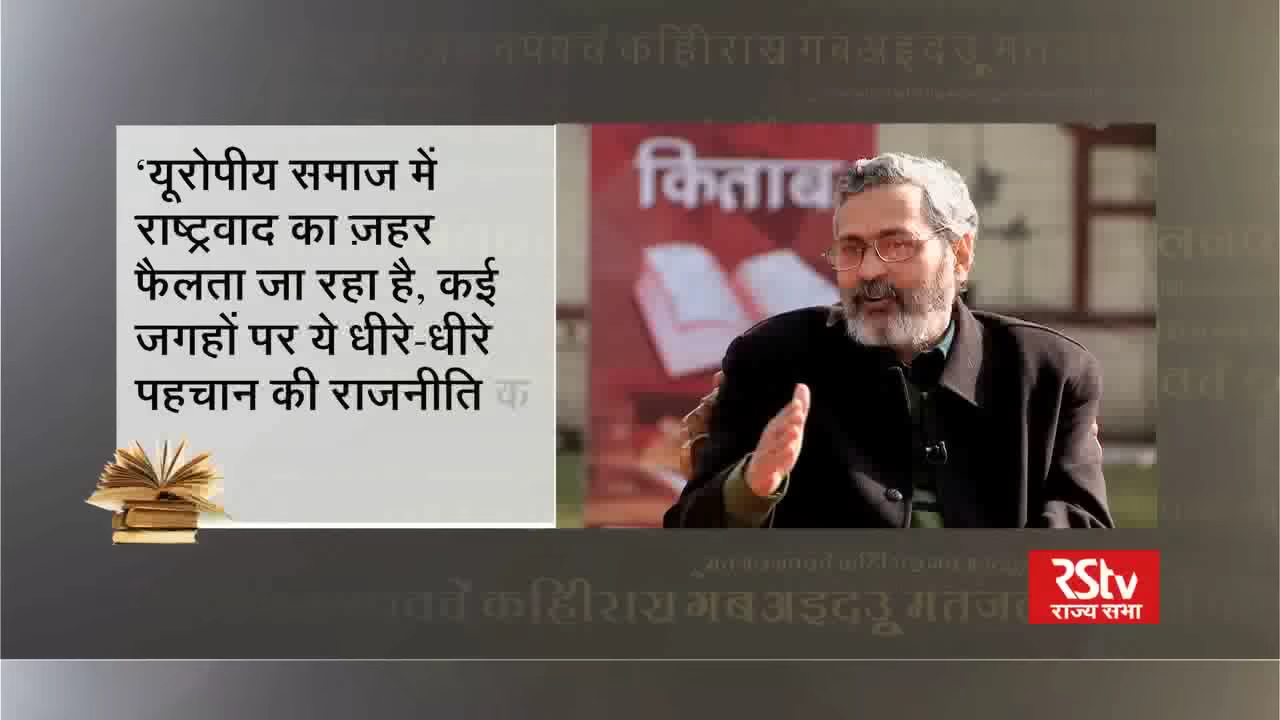 ‘यूरोपीय समाज में
राष्ट्रवाद का ज़हर
फैलता जा रहा है, कई
जगहों पर ये धीरे-धीरे
पहचान की राजनीति क
किताब
RStv
राज्य सभा